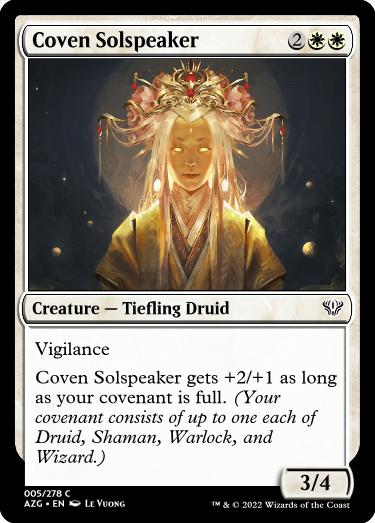 Coven Solspeaker 2
Creature — Tiefling Druid
Vigilance
Coven Solspeaker gets +2/+1 as long
as your covenant is full. (Your
covenant consists of up to one each of
Druid, Shaman, Warlock, and
Wizard.)
3/4
005/278 C
AZG • EN Le Vuong
™ & © 2022 Wizards of the Coast